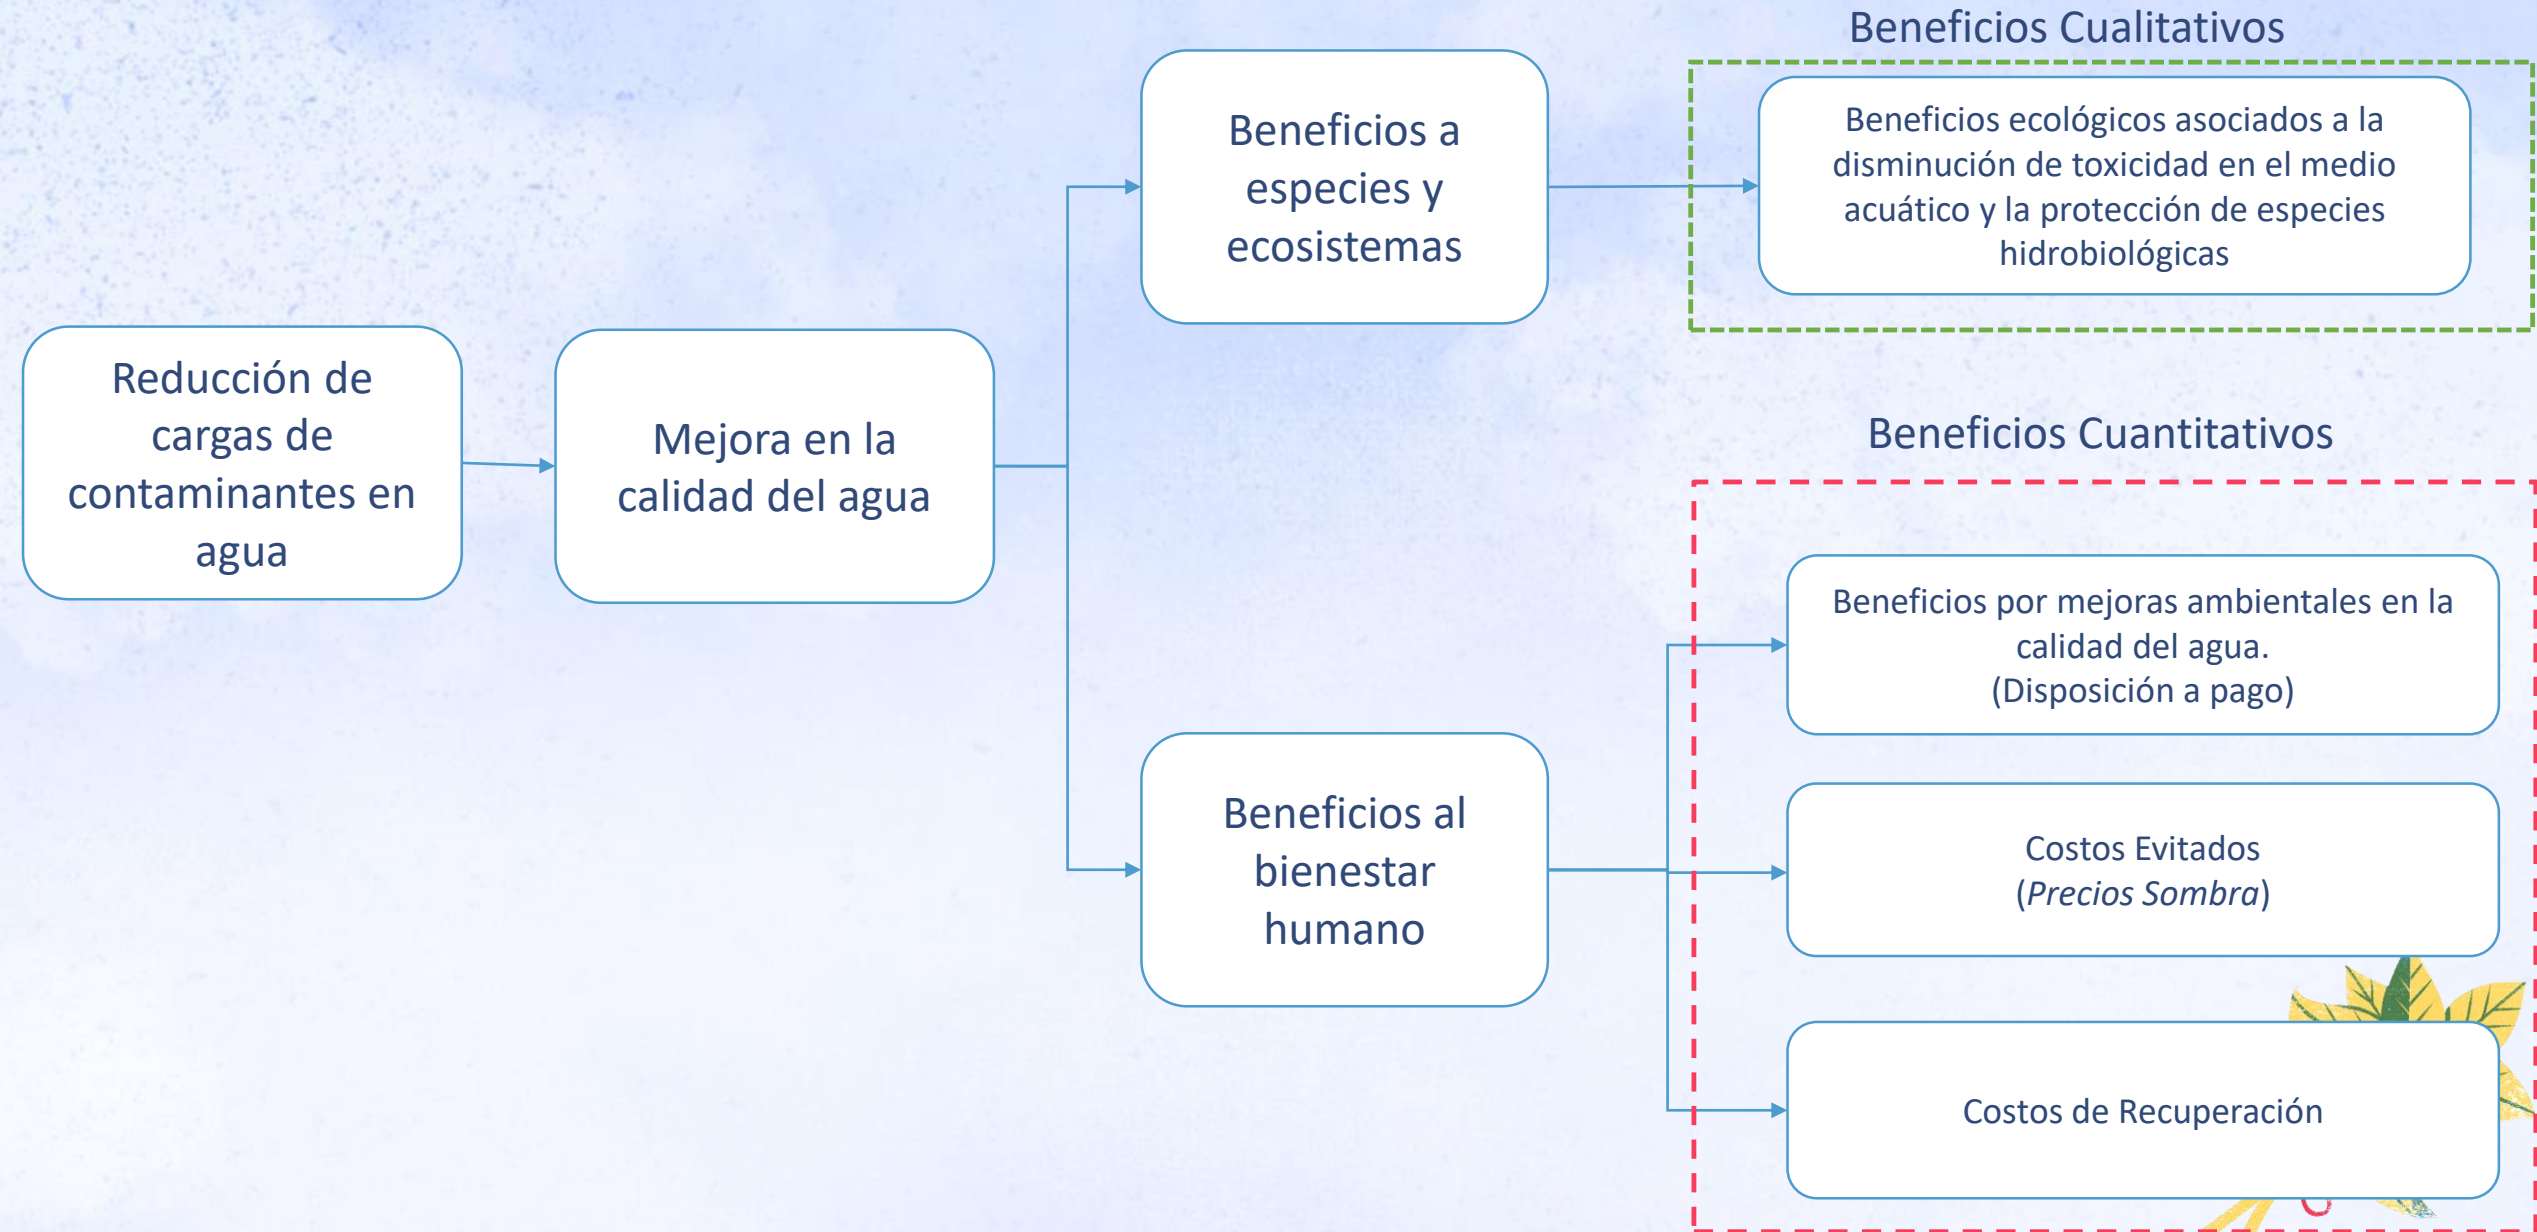 Reducción de
cargas de
contaminantes en
agua
Mejora en la
calidad del agua
Beneficios a
especies y
ecosistemas
Beneficios al
bienestar
humano
Beneficios Cualitativos
Beneficios ecológicos asociados a la
disminución de toxicidad en el medio
acuático y la protección de especies
hidrobiológicas
Beneficios Cuantitativos
Beneficios por mejoras ambientales en la
calidad del agua.
(Disposición a pago)
Costos Evitados
(Precios Sombra)
Costos de Recuperación